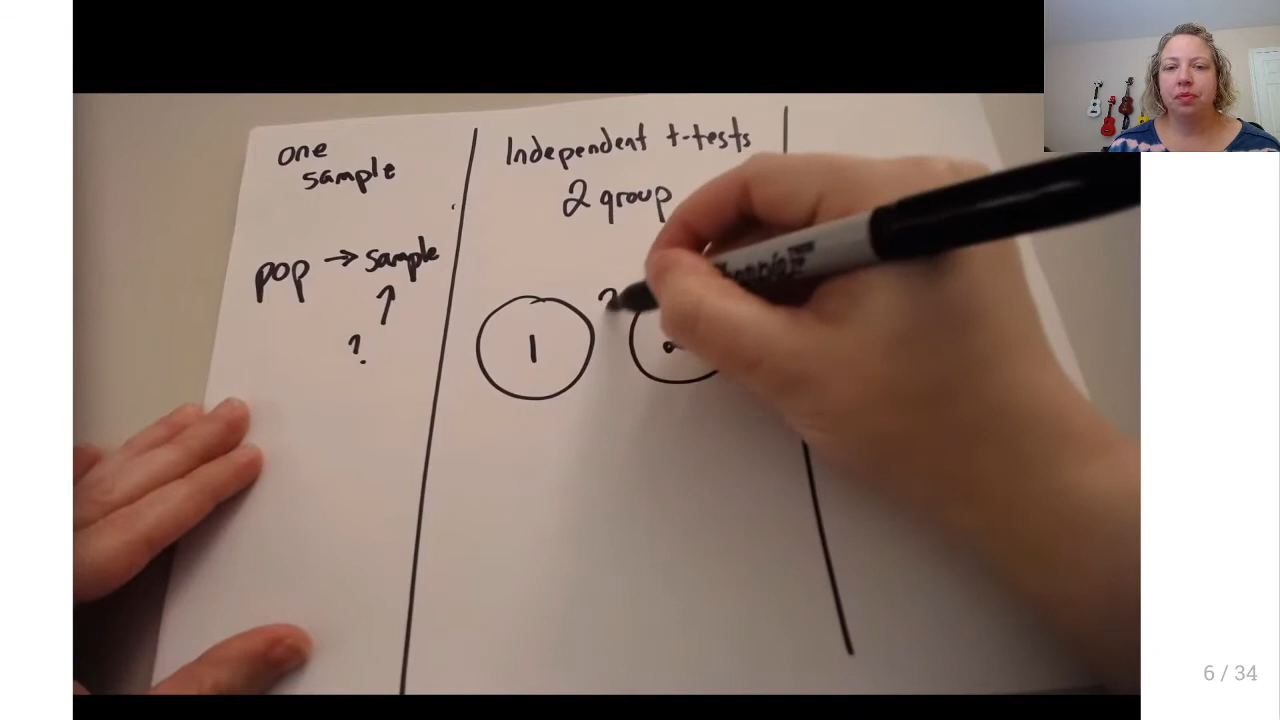 one
sample
pop → sample
↑
?
Independent t-tests
2 group
1
?
6 / 34